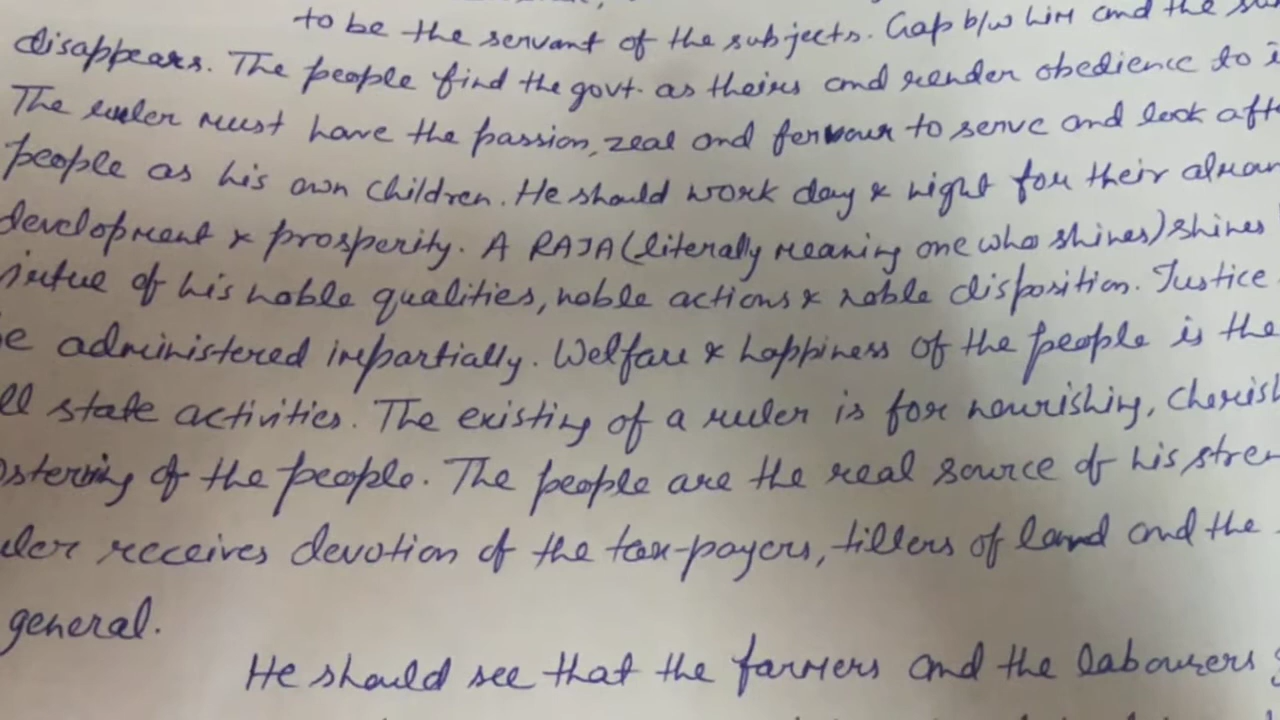 to be the servant of the subjects. Gap b/w him and the
disappears. The people find the govt. as theirs and render obedience to
The ruler must have the passion, zeal and fervour to serve and look
people as his own children. He should work day & night for their
development & prosperity. A RAJA (literally meaning one who shines) shines
virtue of his noble qualities, noble actions & noble disposition. Justice
e administered impartially. Welfare & happiness of the people is the
ll state activities. The existing of a ruler is for nourishing,
ostering of the people. The people are the real source of his
uler receives devotion of the tax-payers, tillers of land and the
general.
He should see that the farmers and the labourers